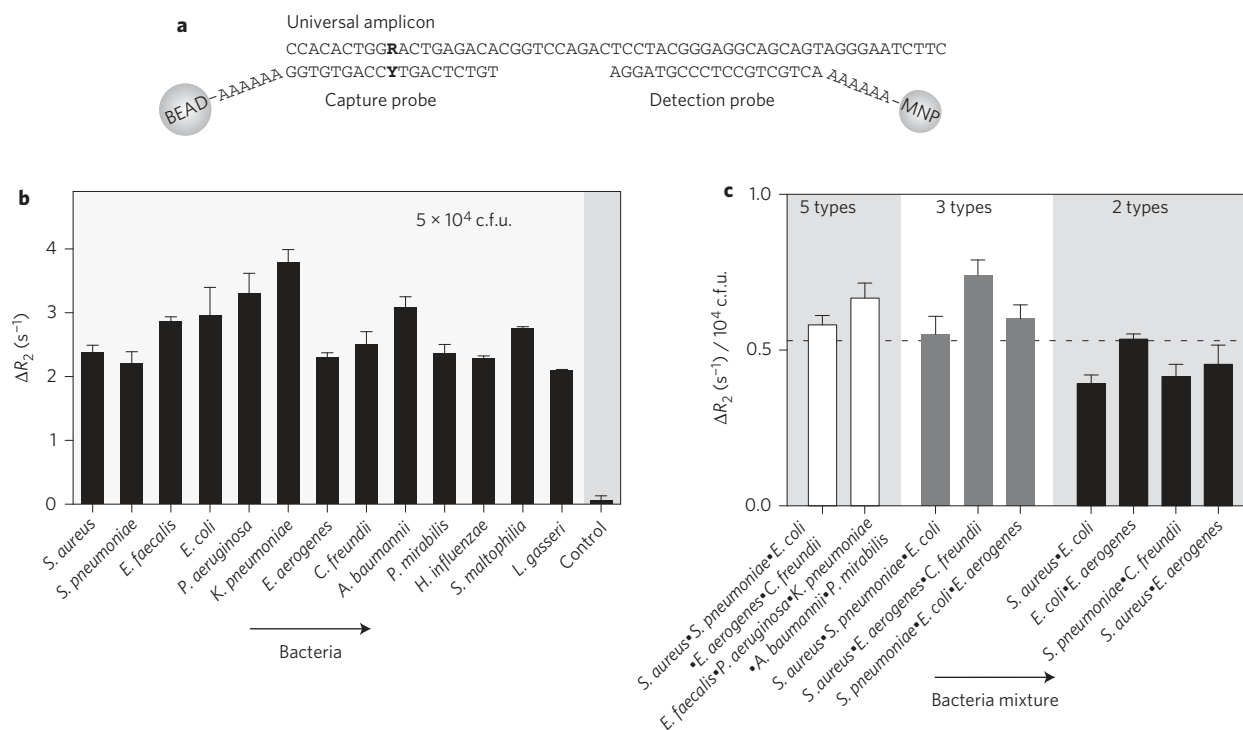 a
Universal amplicon
CCACACTGGRACTGAGACACGGTCCAGACTCCTACGGGAGGCAGCAGTAGGGAATCTTC
BEAD-AAAAAAGGTGTGACCYTGACTCTGT AGGATGCCCTCCGTCGTCAAAAAAA-MNP
Capture probe Detection probe
b
5 × 10⁴ c.f.u.
ΔR₂ (s⁻¹)
4
3
2
1
0
S. aureus
S. pneumoniae
E. faecalis
E. coli
P. aeruginosa
K. pneumoniae
E. aerogenes
C. freundii
A. baumannii
P. mirabilis
H. influenzae
S. maltophilia
L. gasseri
Control
Bacteria
c
5 types 3 types 2 types
ΔR₂ (s⁻¹) / 10⁴ c.f.u.
1.0
0.5
0.0
S. aureus▪S. pneumoniae▪E. coli
▪E. aerogenes▪C. freundii
E. faecalis▪P. aeruginosa▪K. pneumoniae
▪A. baumannii▪P. mirabilis
S. aureus▪S. pneumoniae▪E. coli
S. aureus▪E. aerogenes▪C. freundii
S. pneumoniae▪E. coli▪E. aerogenes
S. aureus▪E. coli
E. coli▪E. aerogenes
S. pneumoniae▪C. freundii
S. aureus▪E. aerogenes
Bacteria mixture